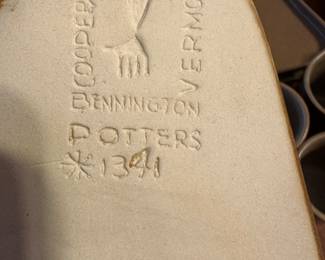 COOPER
VERMO
BENNINGTON
POTTERS
* 1341